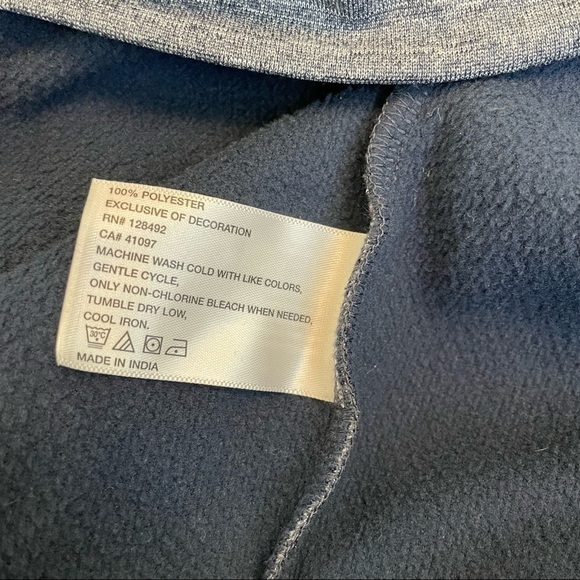 100% POLYESTER
EXCLUSIVE OF DECORATION
RN# 128492
CA# 41097
MACHINE WASH COLD WITH LIKE COLORS,
GENTLE CYCLE,
ONLY NON-CHLORINE BLEACH WHEN NEEDED,
TUMBLE DRY LOW,
COOL IRON.
30°C
MADE IN INDIA